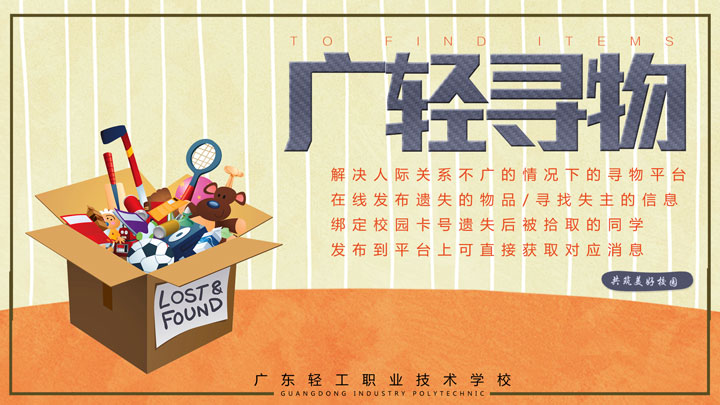 TO FIND ITEMS
广轻寻物
解决人际关系不广的情况下的寻物平台
在线发布遗失的物品/寻找失主的信息
绑定校园卡号遗失后被拾取的同学
发布到平台上可直接获取对应消息
共筑美好校园
LOST &
FOUND
广东轻工职业技术学校
GUANGDONG INDUSTRY POLYTECHNIC